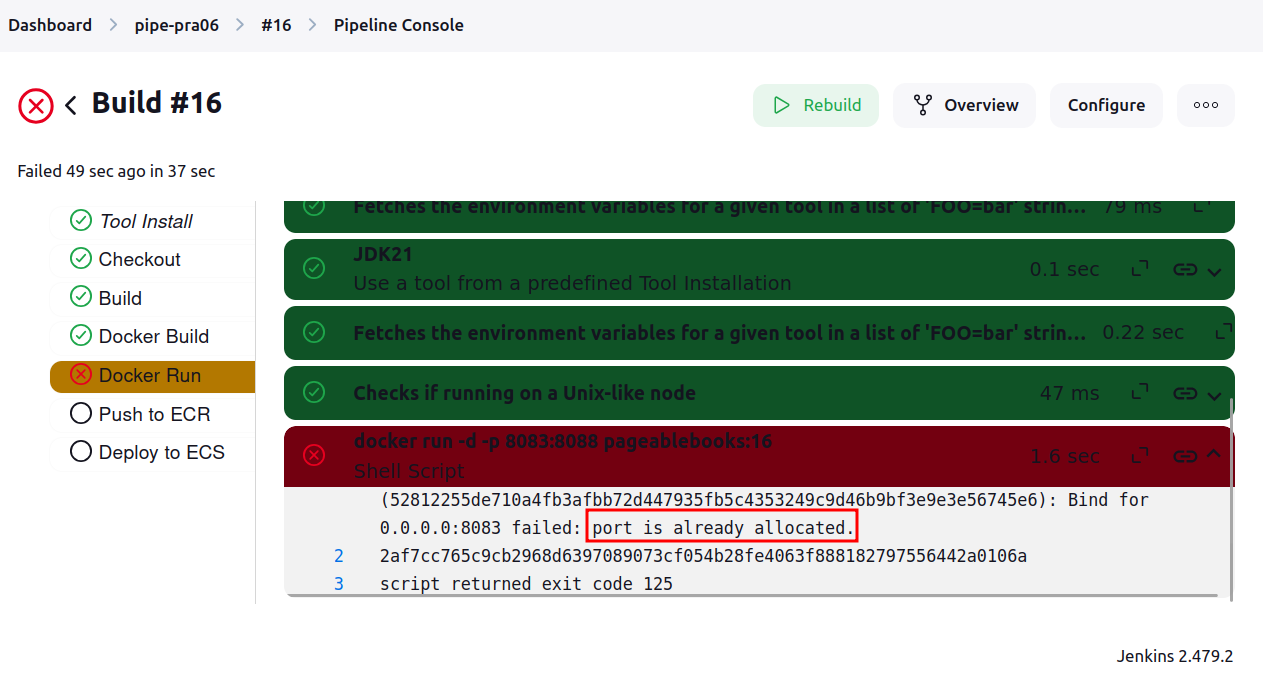 Dashboard > pipe-pra06 > #16 > Pipeline Console
Build #16
Rebuild
Overview
Configure
Failed 49 sec ago in 37 sec
Tool Install
Checkout
Build
Docker Build
Docker Run
Push to ECR
Deploy to ECS
Fetches the environment variables for a given tool in a list of 'FOO=bar' strin... 79 ms
JDK21
Use a tool from a predefined Tool Installation
0.1 sec
Fetches the environment variables for a given tool in a list of 'FOO=bar' strin... 0.22 sec
Checks if running on a Unix-like node 47 ms
docker run -d -p 8083:8088 pageablebooks:16
Shell Script
1.6 sec
(52812255de710a4fb3afbb72d447935fb5c4353249c9d46b9bf3e9e3e56745e6): Bind for
0.0.0.0:8083 failed: port is already allocated.
2 2af7cc765c9cb2968d6397089073cf054b28fe4063f888182797556442a0106a
3 script returned exit code 125
Jenkins 2.479.2